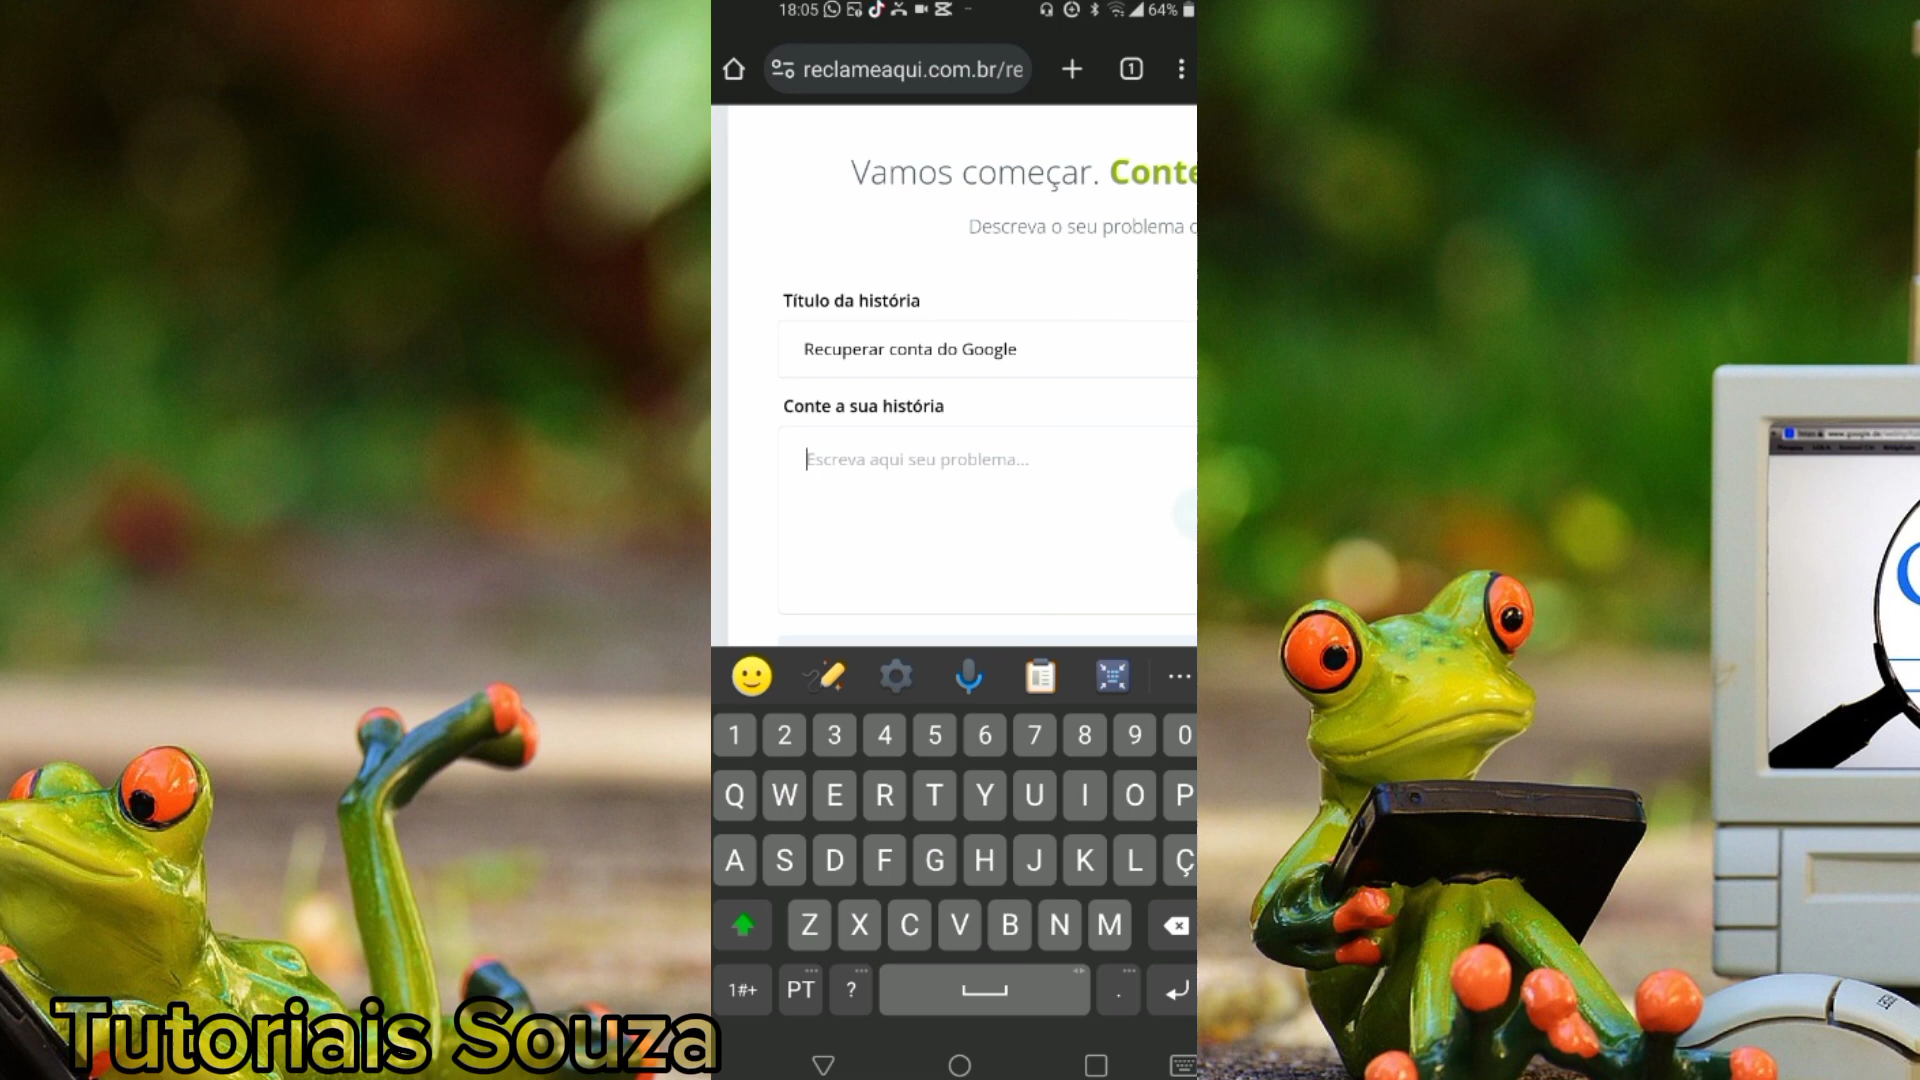 18:05
64%
reclameaqui.com.br/re
1
Vamos começar. Conte
Descreva o seu problema
Título da história
Recuperar conta do Google
Conte a sua história
Escreva aqui seu problema...
1 2 3 4 5 6 7 8 9 0
Q W E R T Y U I O P
A S D F G H J K L Ç
Z X C V B N M
1#+ PT ? .
Tutoriais Souza